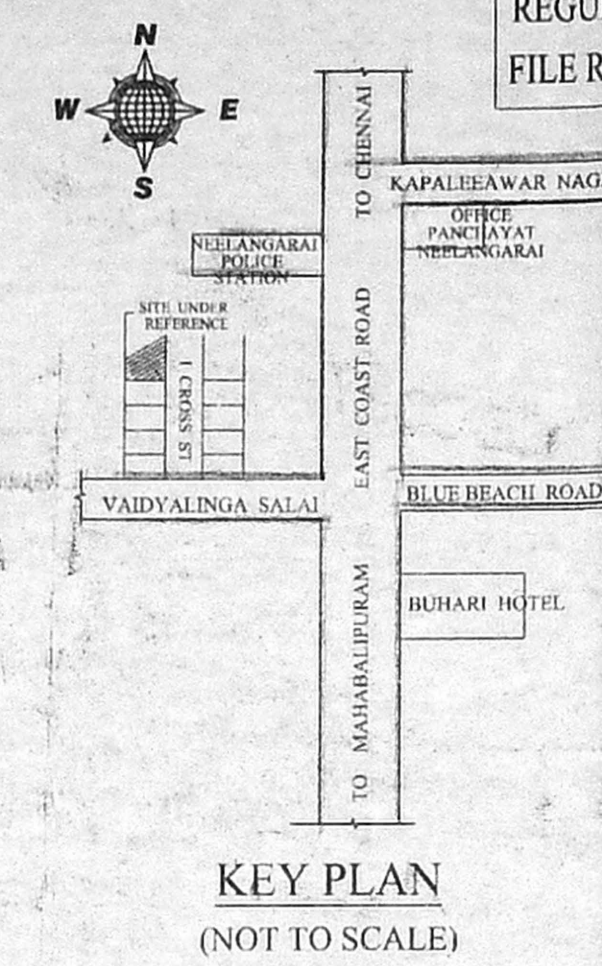 REGU
FILE R
N
W E
S
TO CHENNAI
KAPALEEAWAR NAG
OFFICE
PANCHAYAT
NEELANGARAI
NEELANGARAI
POLICE
STATION
SITE UNDER
REFERENCE
I CROSS ST
EAST COAST ROAD
VAIDYALINGA SALAI
BLUE BEACH ROAD
BUHARI HOTEL
TO MAHABALIPURAM
KEY PLAN
(NOT TO SCALE)